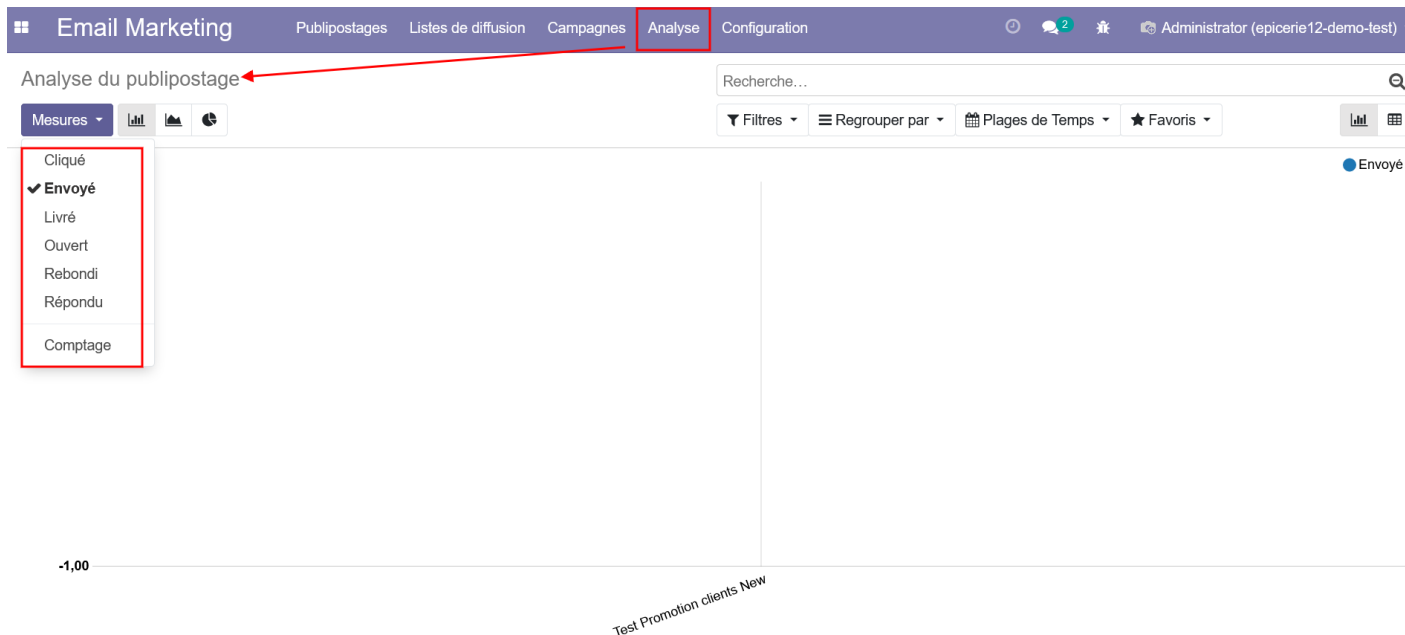 Email Marketing Publipostages Listes de diffusion Campagnes Analyse Configuration 2 Administrator (epicerie12-demo-test)
Analyse du publipostage Recherche...
Mesures Filtres Regrouper par Plages de Temps Favoris
Cliqué Envoyé
Envoyé
Livré
Ouvert
Rebondi
Répondu
Comptage
-1,00
Test Promotion clients New